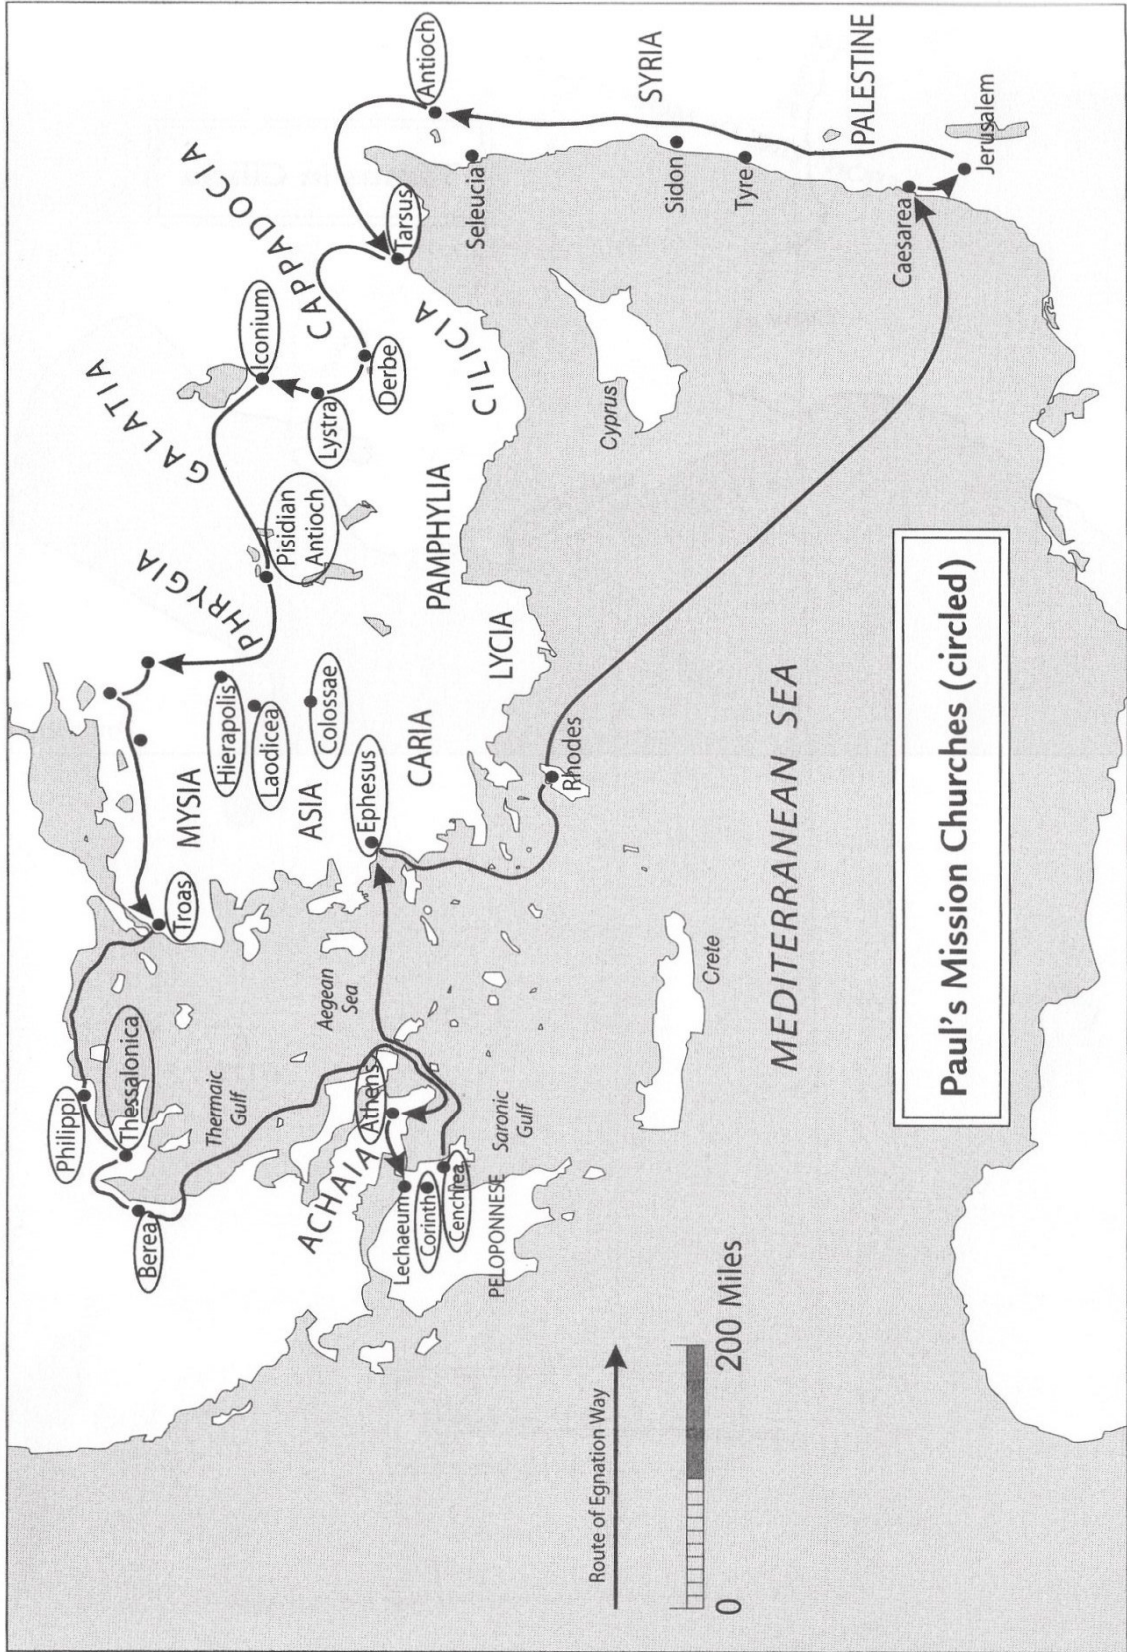 Philippi
Thessalonica
Berea
Thermaic
Gulf
Troas
MYSIA
PHRYGIA
GALATIA
CAPPADOCIA
Hierapolis
Laodicea
Colossae
ASIA
Pisidian
Antioch
Iconium
Lystra
Derbe
Tarsus
Antioch
CILICIA
PAMPHYLIA
LYCIA
CARIA
Ephesus
Aegean
Sea
ACHAIA
Athens
Lechaeum
Corinth
Cenchrea
Saronic
Gulf
PELOPONNESE
Seleucia
SYRIA
Sidon
Tyre
PALESTINE
Caesarea
Jerusalem
Cyprus
Rhodes
Crete
MEDITERRANEAN SEA
Route of Egnation Way
0
200 Miles
Paul's Mission Churches (circled)